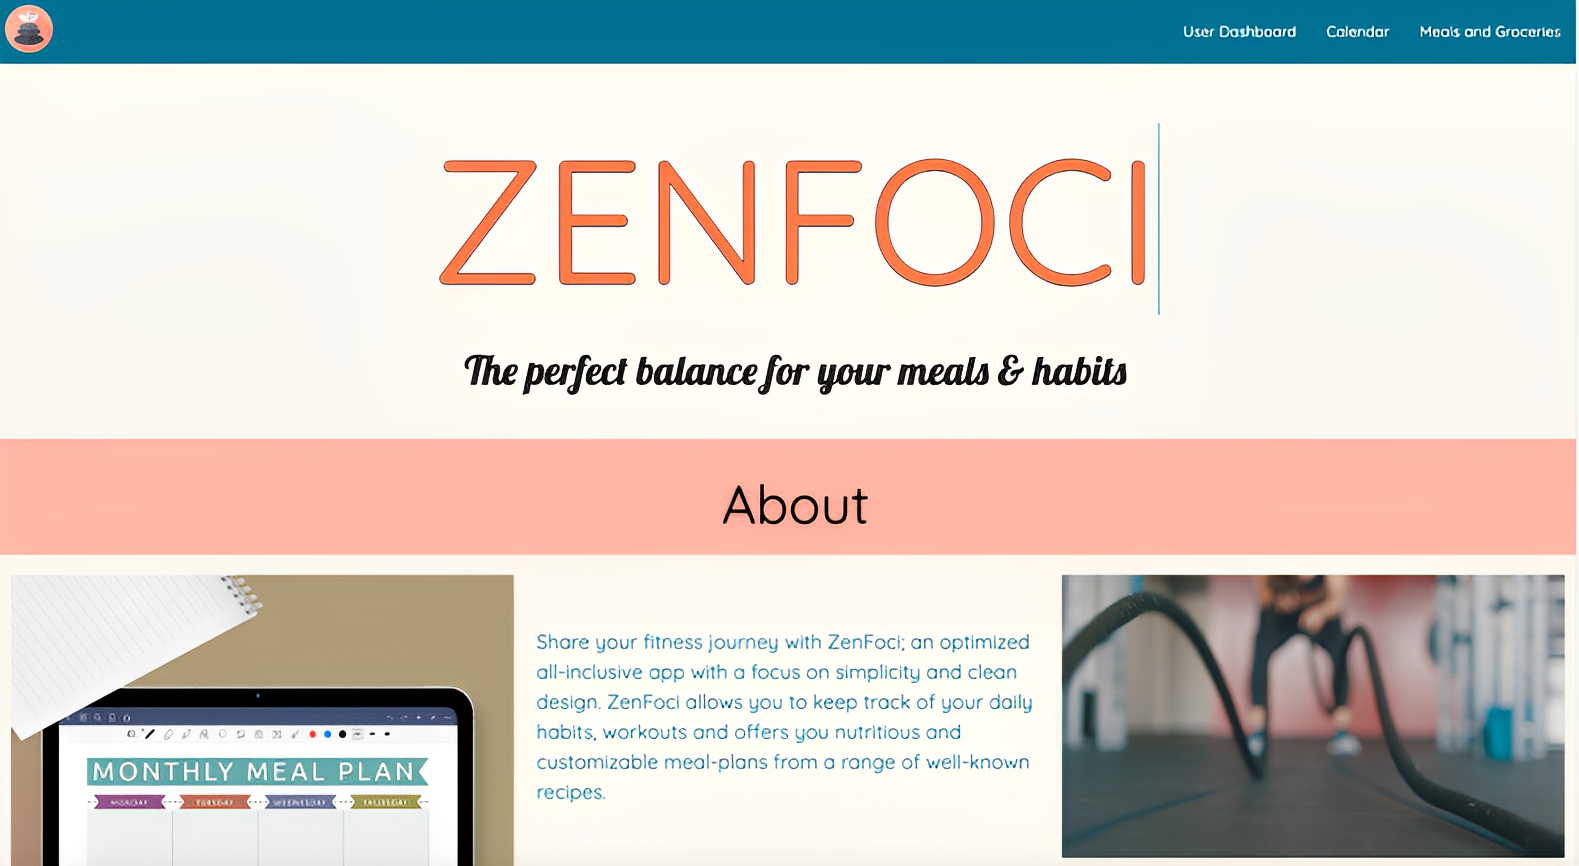 User Dashboard Calendar Meals and Groceries
ZENFOCI
The perfect balance for your meals & habits
About
Share your fitness journey with ZenFoci; an optimized
all-inclusive app with a focus on simplicity and clean
design. ZenFoci allows you to keep track of your daily
habits, workouts and offers you nutritious and
customizable meal-plans from a range of well-known
recipes.
MONTHLY MEAL PLAN
MONDAY TUESDAY WEDNESDAY THURSDAY